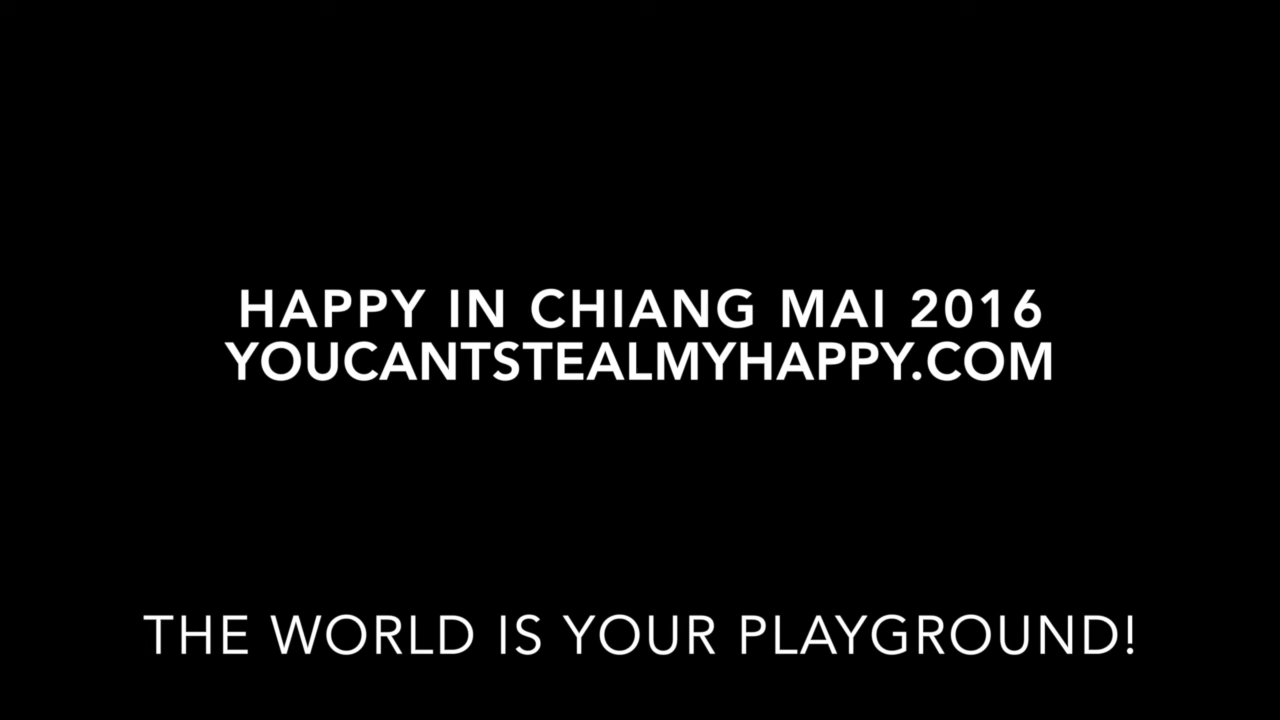 HAPPY IN CHIANG MAI 2016
YOUCANTSTEALMYHAPPY.COM
THE WORLD IS YOUR PLAYGROUND!